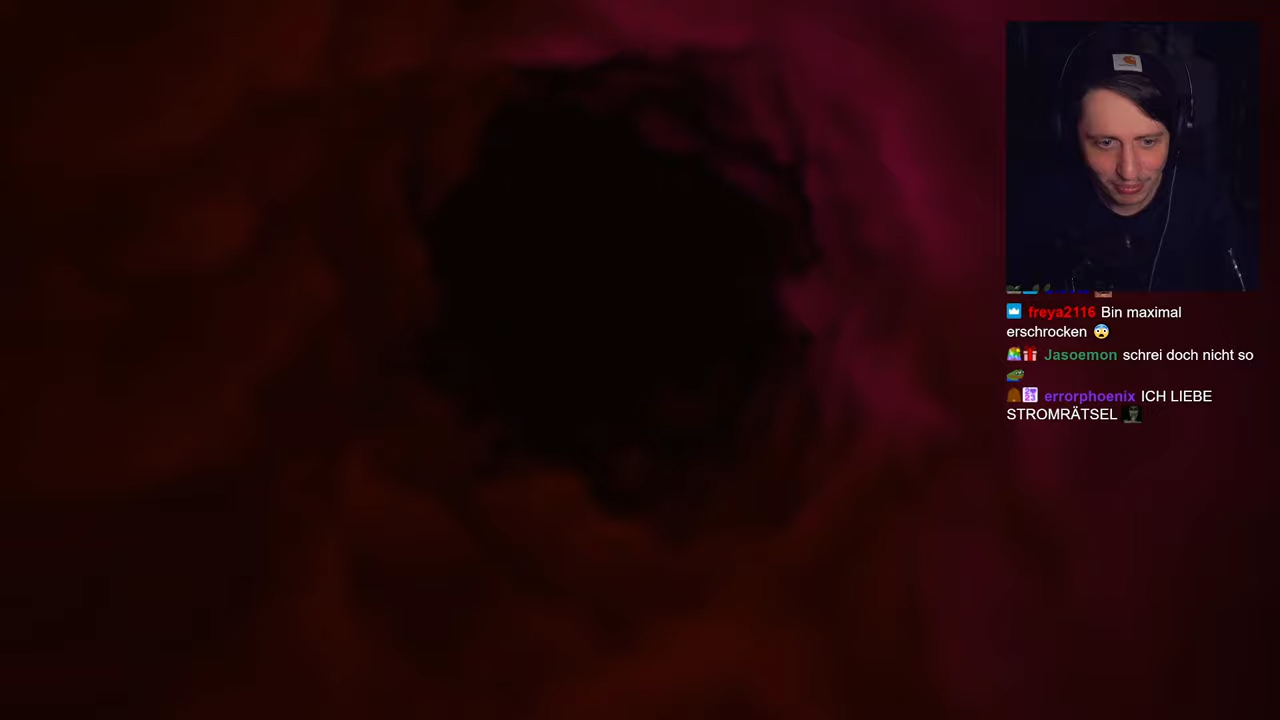 freya2116 Bin maximal
erschrocken 😨
Jasoemon schrei doch nicht so
errorphoenix ICH LIEBE
STROMRÄTSEL